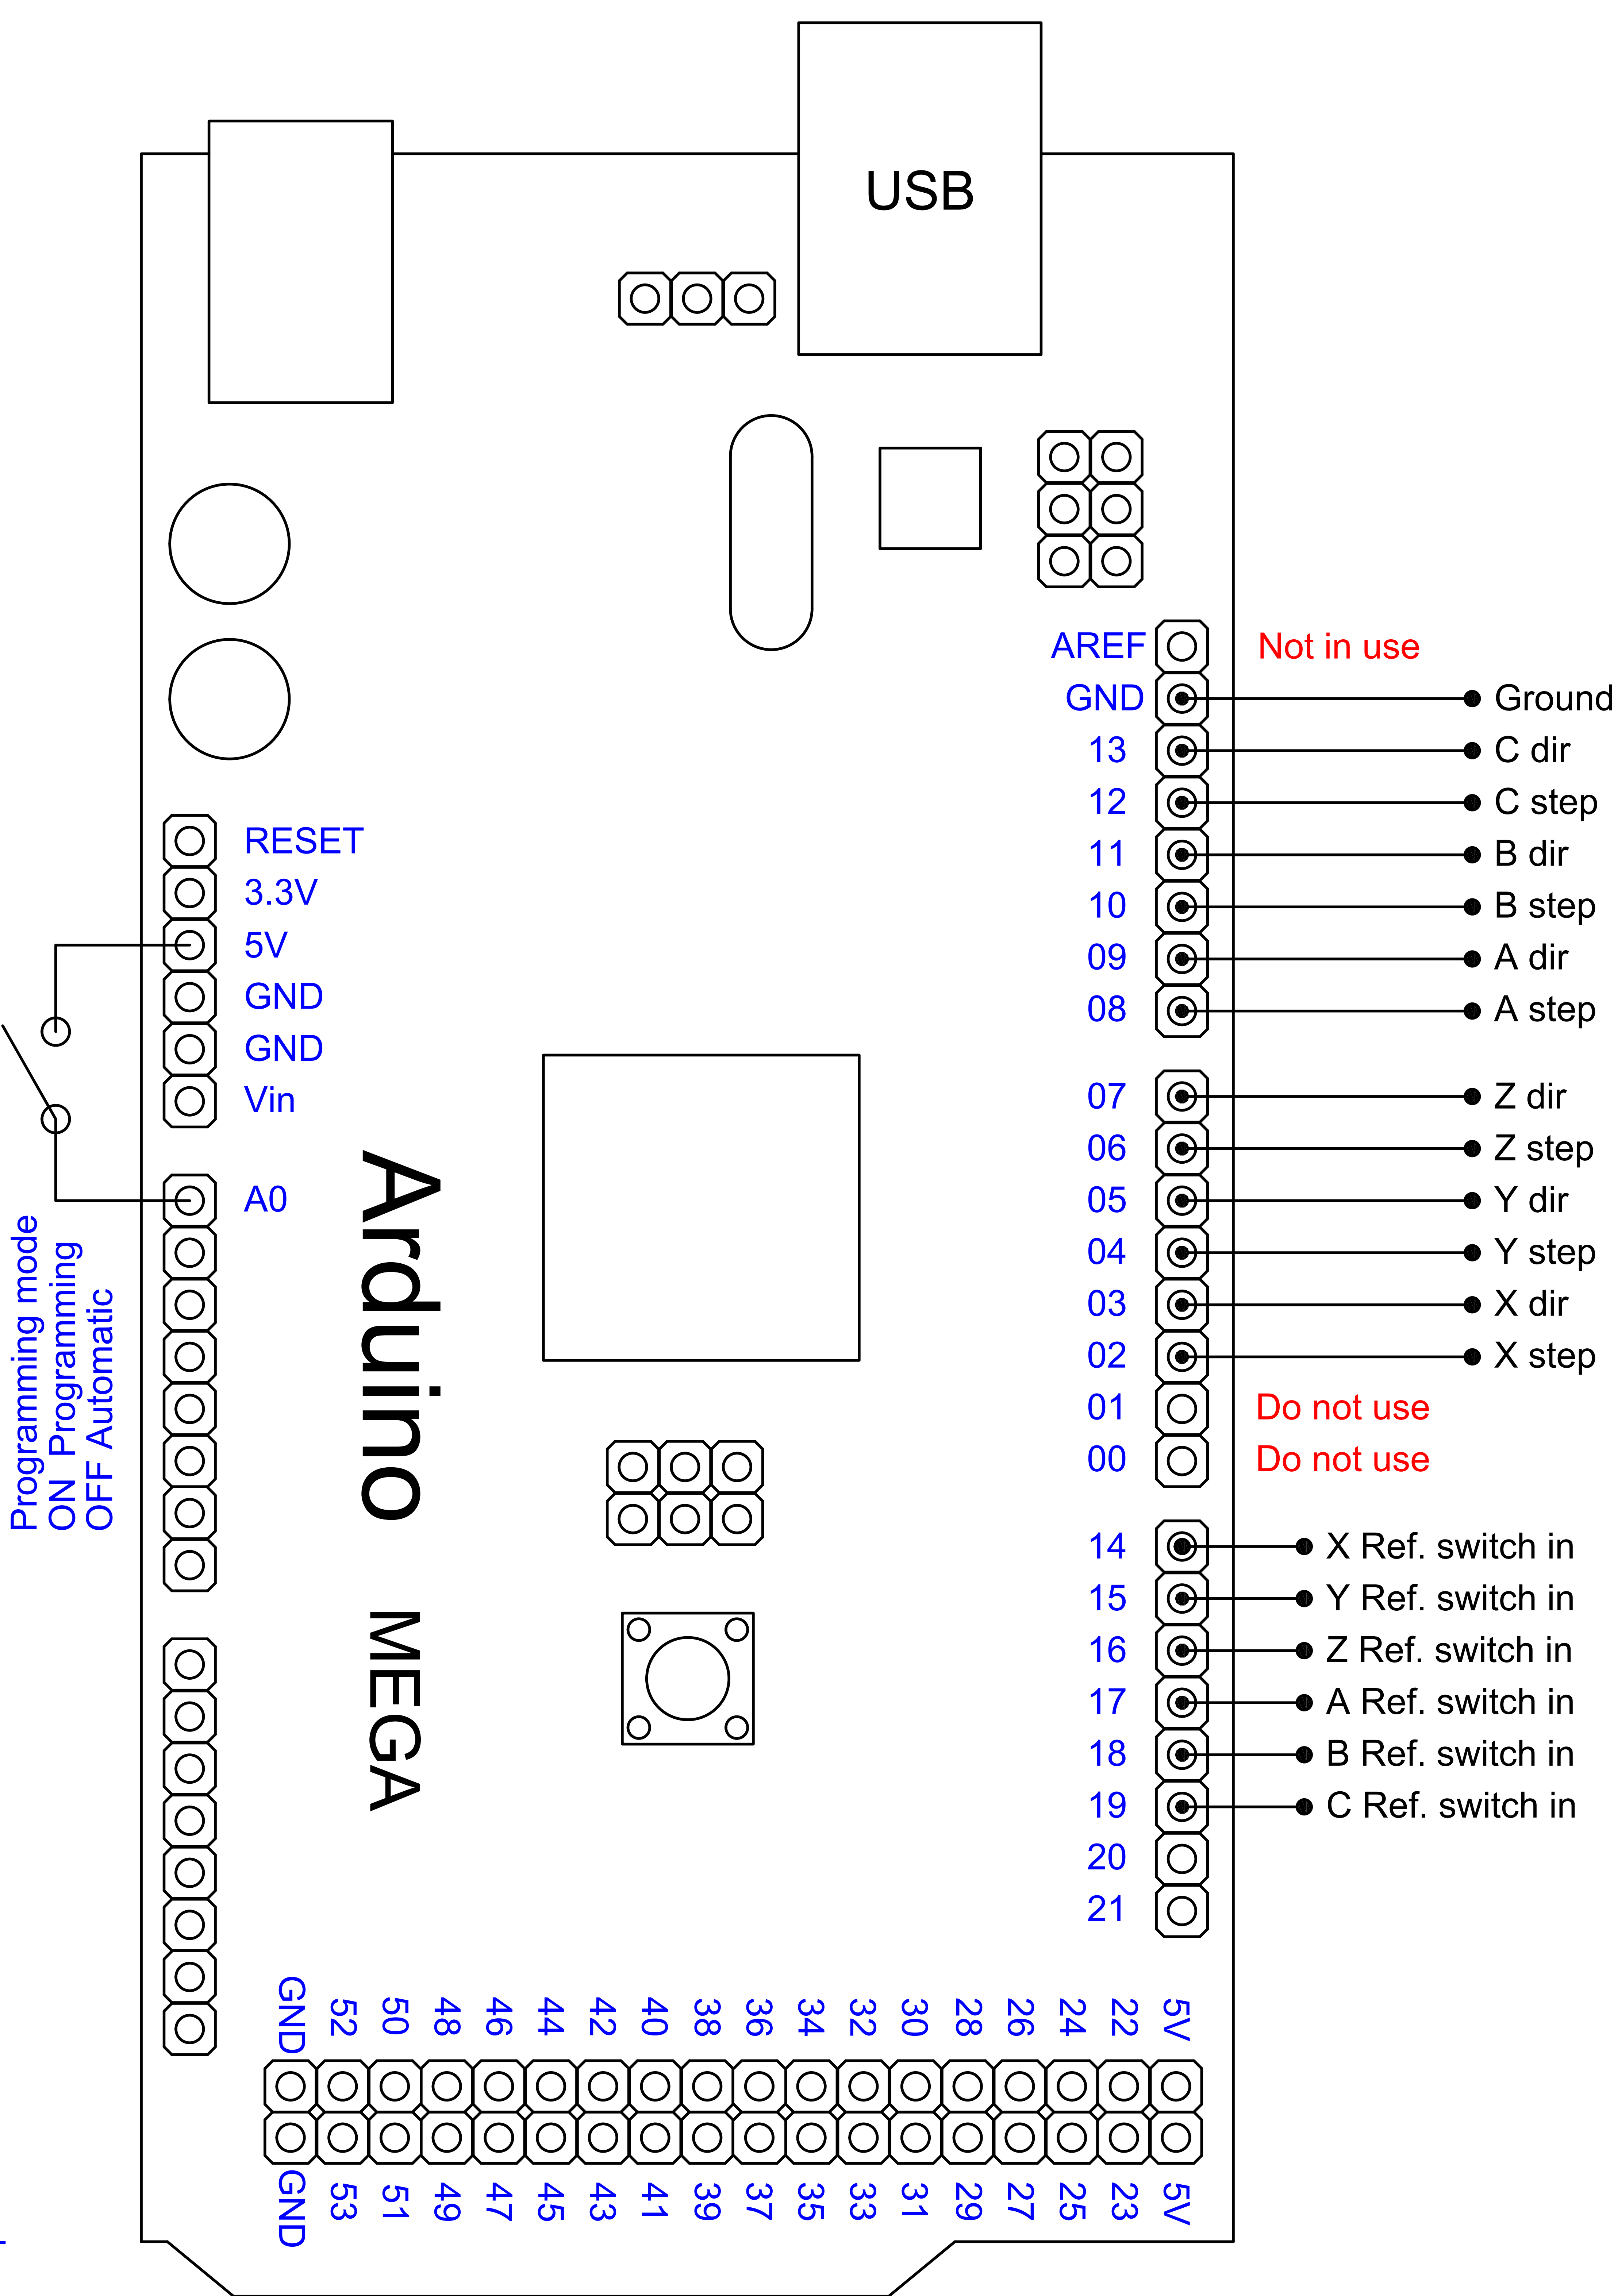 USB
AREF Not in use
GND Ground
13 C dir
12 C step
11 B dir
10 B step
09 A dir
08 A step
07 Z dir
06 Z step
05 Y dir
04 Y step
03 X dir
02 X step
01 Do not use
00 Do not use
14 X Ref. switch in
15 Y Ref. switch in
16 Z Ref. switch in
17 A Ref. switch in
18 B Ref. switch in
19 C Ref. switch in
20
21
RESET
3.3V
5V
GND
GND
Vin
A0
Programming mode
ON Programming
OFF Automatic
Arduino MEGA
GND 52 50 48 46 44 42 40 38 36 34 32 30 28 26 24 22 5V
GND 53 51 49 47 45 43 41 39 37 35 33 31 29 27 25 23 5V